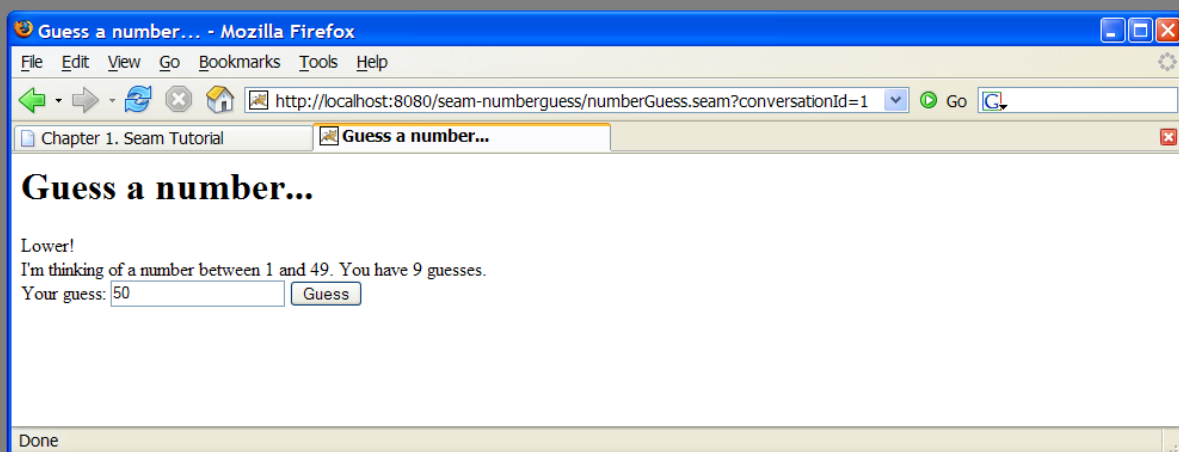 Guess a number... - Mozilla Firefox
File Edit View Go Bookmarks Tools Help
http://localhost:8080/seam-numberguess/numberGuess.seam?conversationId=1 Go G
Chapter 1. Seam Tutorial Guess a number...
Guess a number...
Lower!
I'm thinking of a number between 1 and 49. You have 9 guesses.
Your guess: 50 Guess
Done